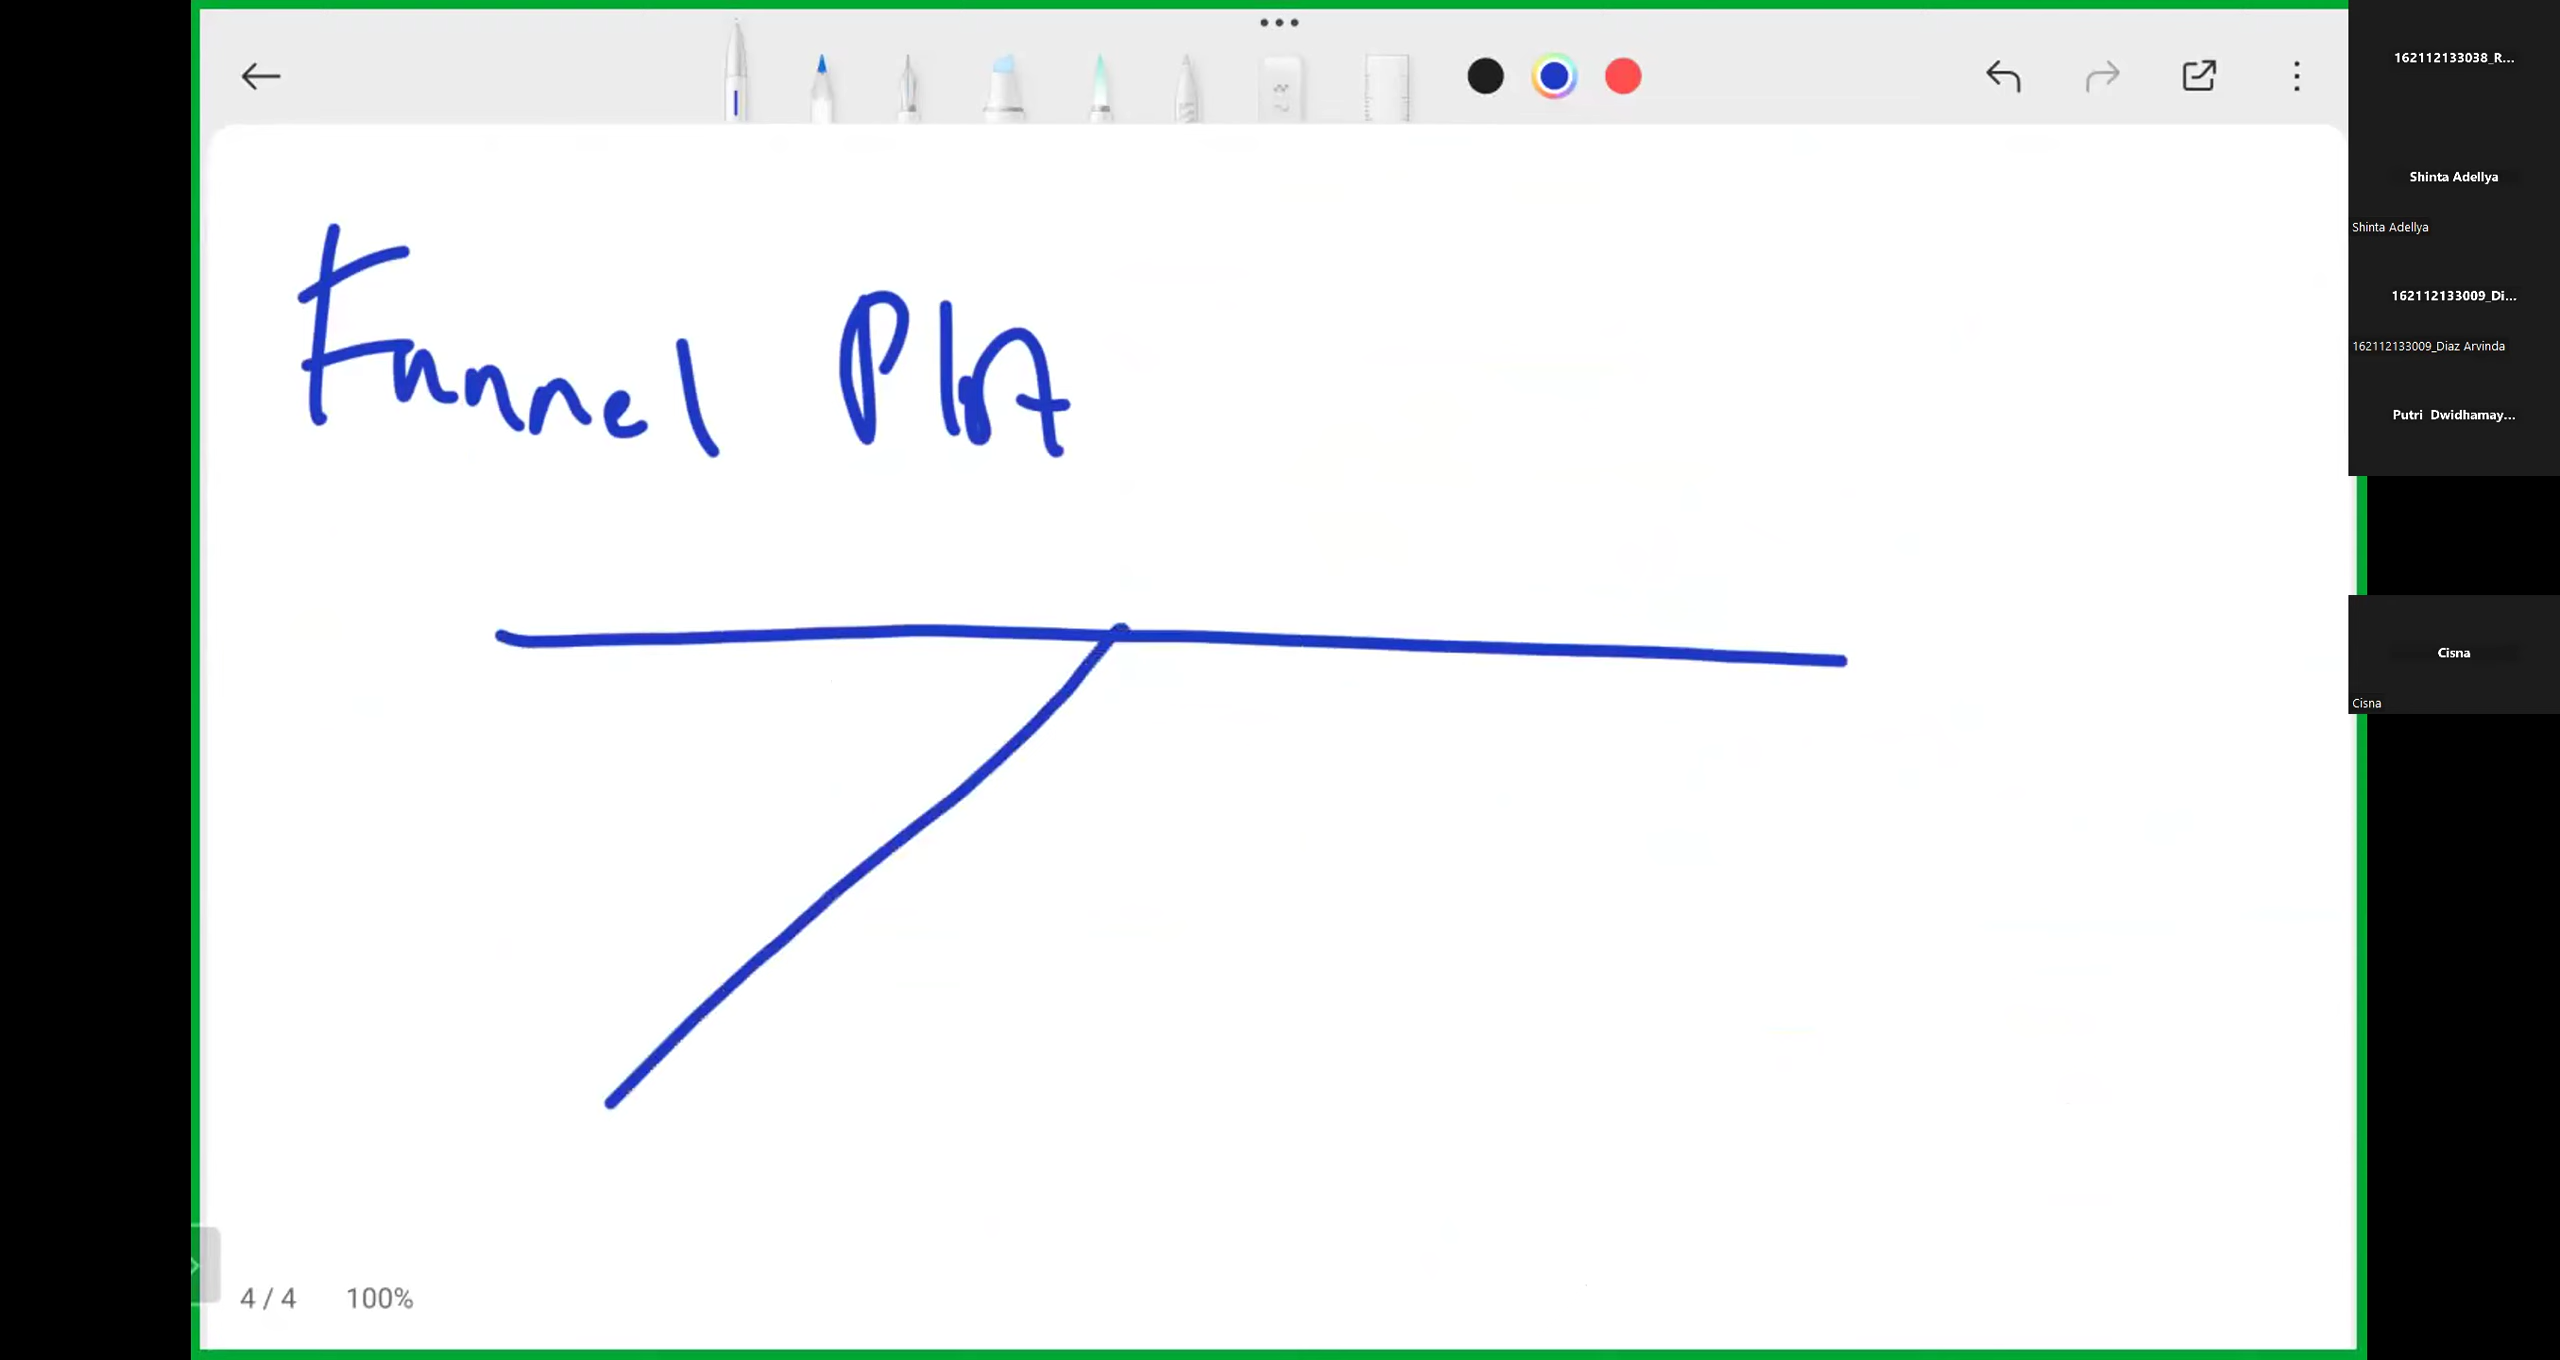 162112133038_R...
Shinta Adellya
Shinta Adellya
162112133009_Di...
162112133009_Diaz Arvinda
Putri Dwidhamay...
Funnel Plot
Cisna
Cisna
4 / 4 100%